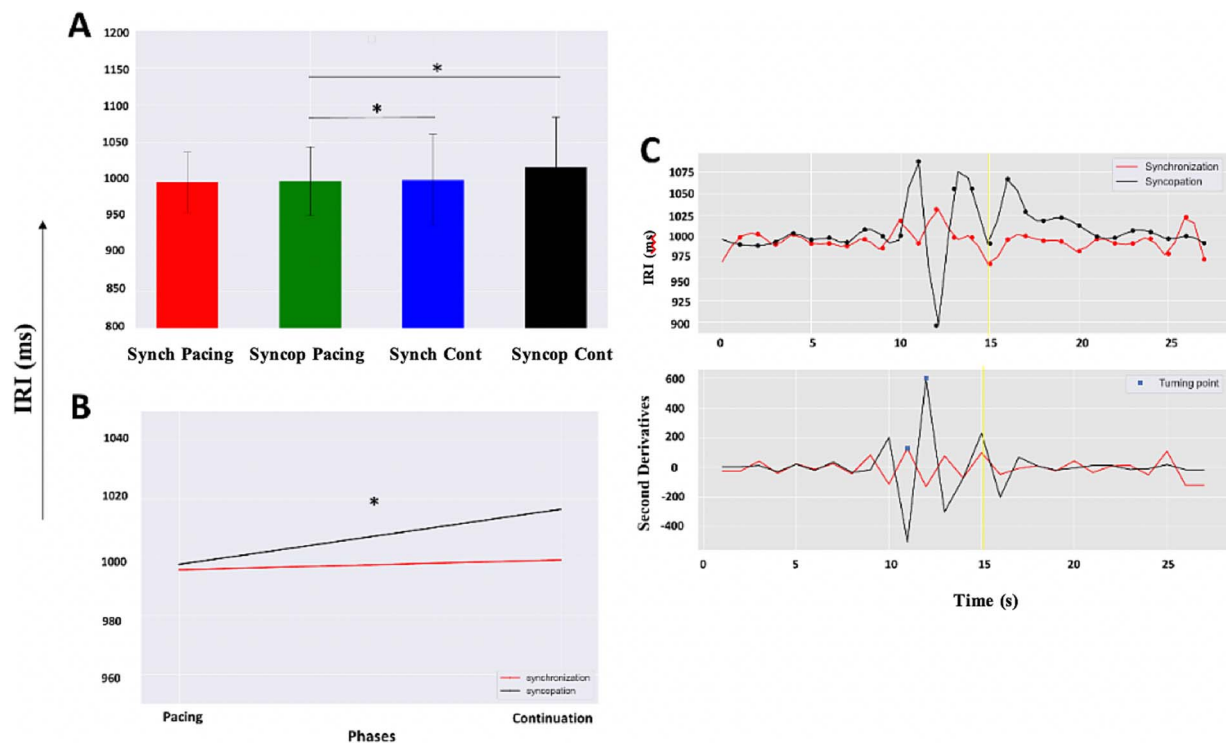 A
1200
1150
1100
1050
1000
950
900
850
800
*
*
Synch Pacing Syncop Pacing Synch Cont Syncop Cont
IRI (ms)
B
1040
1020
1000
980
960
*
synchronization
syncopation
Pacing Continuation
Phases
C
1075
1050
1025
1000
975
950
925
900
IRI (ms)
Synchronization
Syncopation
0 5 10 15 20 25
600
400
200
0
-200
-400
Second Derivatives
Turning point
0 5 10 15 20 25
Time (s)